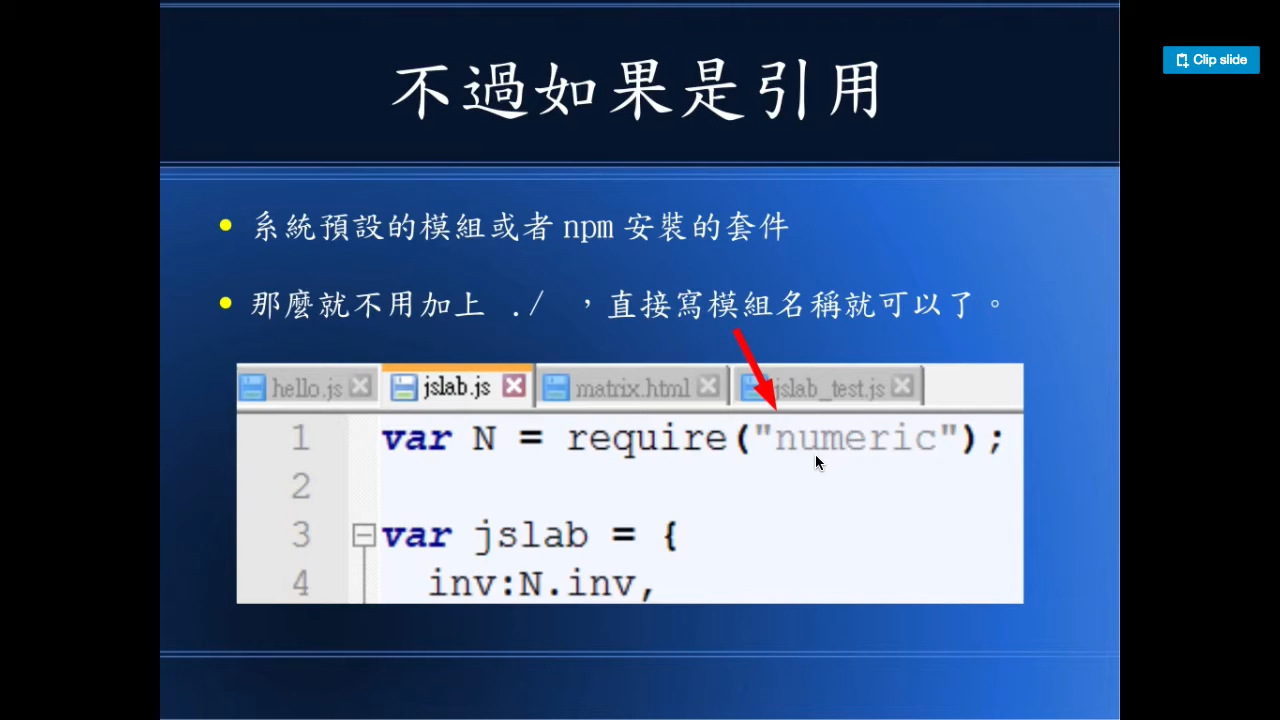 Clip slide
不過如果是引用
系統預設的模組或者 npm 安裝的套件
那麼就不用加上 ./ ，直接寫模組名稱就可以了。
hello.js jslab.js matrix.html jslab_test.js
1 var N = require("numeric");
2
3 var jslab = {
4 inv:N.inv,